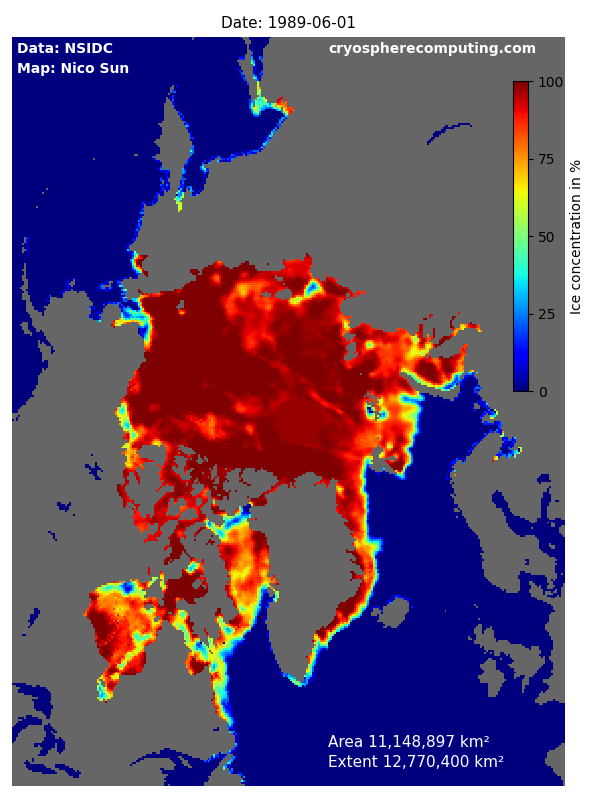 Date: 1989-06-01
Data: NSIDC
Map: Nico Sun
cryospherecomputing.com
100
75
50
25
0
Ice concentration in %
Area 11,148,897 km²
Extent 12,770,400 km²